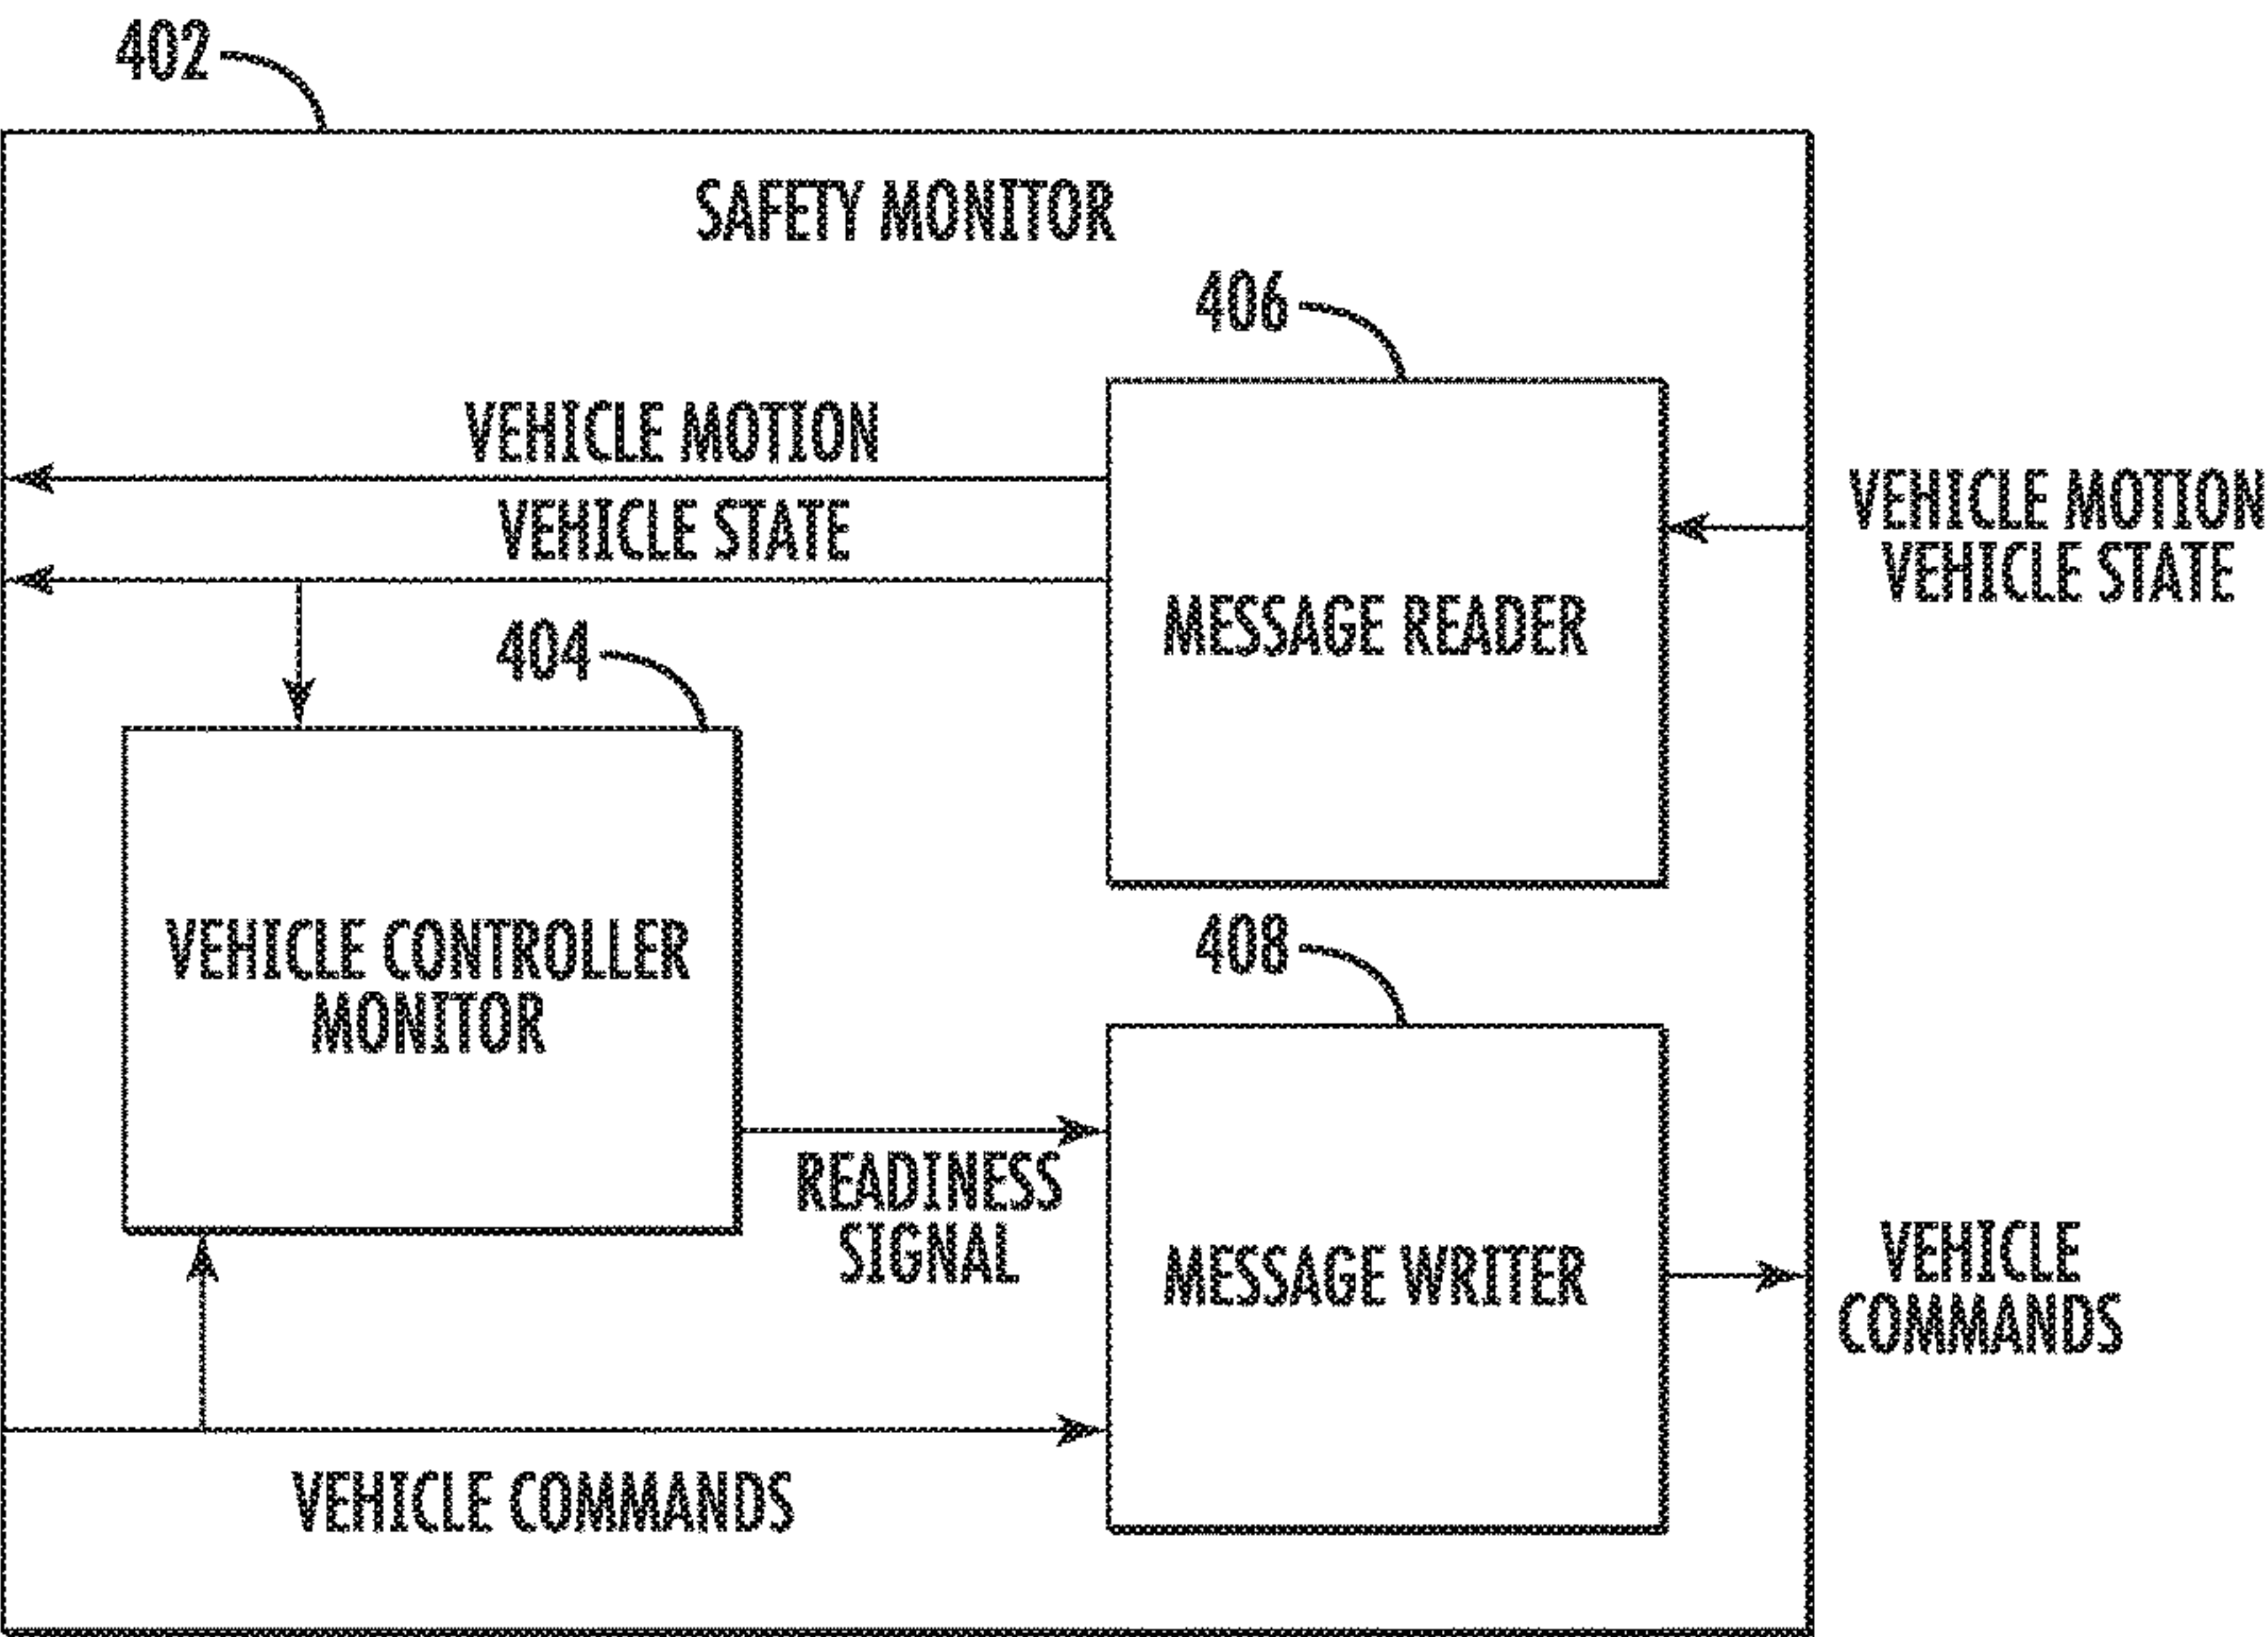 402
SAFETY MONITOR
406
VEHICLE MOTION
VEHICLE STATE
MESSAGE READER
VEHICLE MOTION
VEHICLE STATE
404
VEHICLE CONTROLLER
MONITOR
408
READINESS
SIGNAL
MESSAGE WRITER
VEHICLE
COMMANDS
VEHICLE COMMANDS